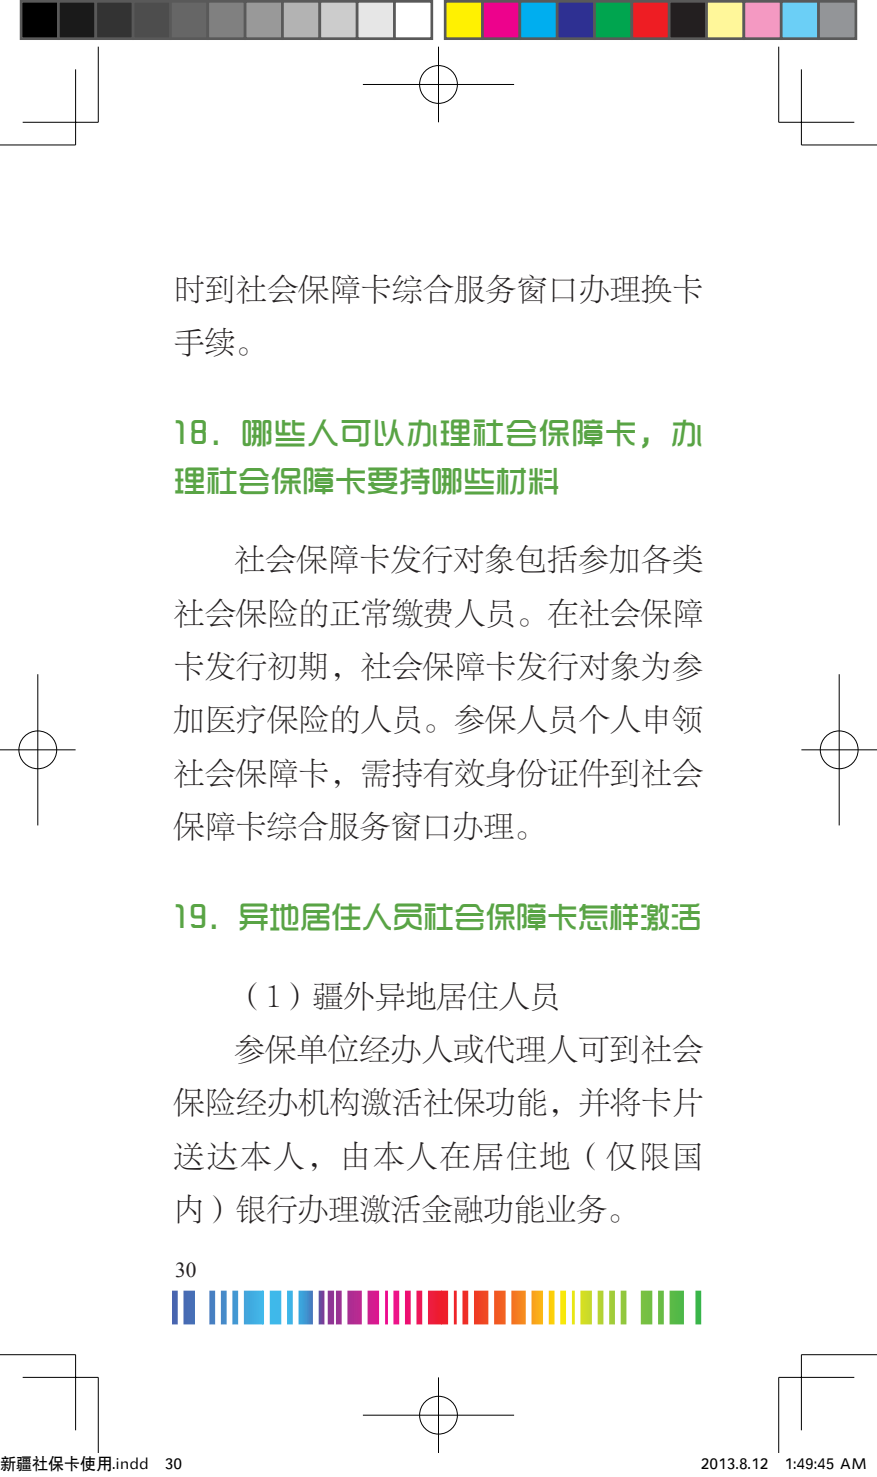 时到社会保障卡综合服务窗口办理换卡
手续。
18. 哪些人可以办理社会保障卡，办
理社会保障卡要持哪些材料
社会保障卡发行对象包括参加各类
社会保险的正常缴费人员。在社会保障
卡发行初期，社会保障卡发行对象为参
加医疗保险的人员。参保人员个人申领
社会保障卡，需持有效身份证件到社会
保障卡综合服务窗口办理。
19. 异地居住人员社会保障卡怎样激活
（1）疆外异地居住人员
参保单位经办人或代理人可到社会
保险经办机构激活社保功能，并将卡片
送达本人，由本人在居住地（仅限国
内）银行办理激活金融功能业务。
30
新疆社保卡使用.indd 30 2013.8.12 1:49:45 AM